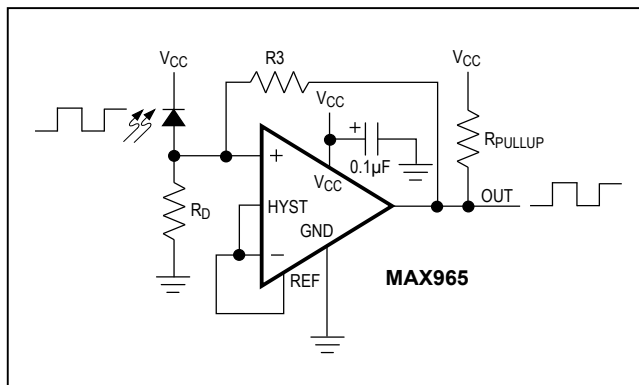 VCC
R3
VCC
VCC
+
0.1µF
RPULLUP
+
VCC
RD
HYST
GND
OUT
−
REF
MAX965